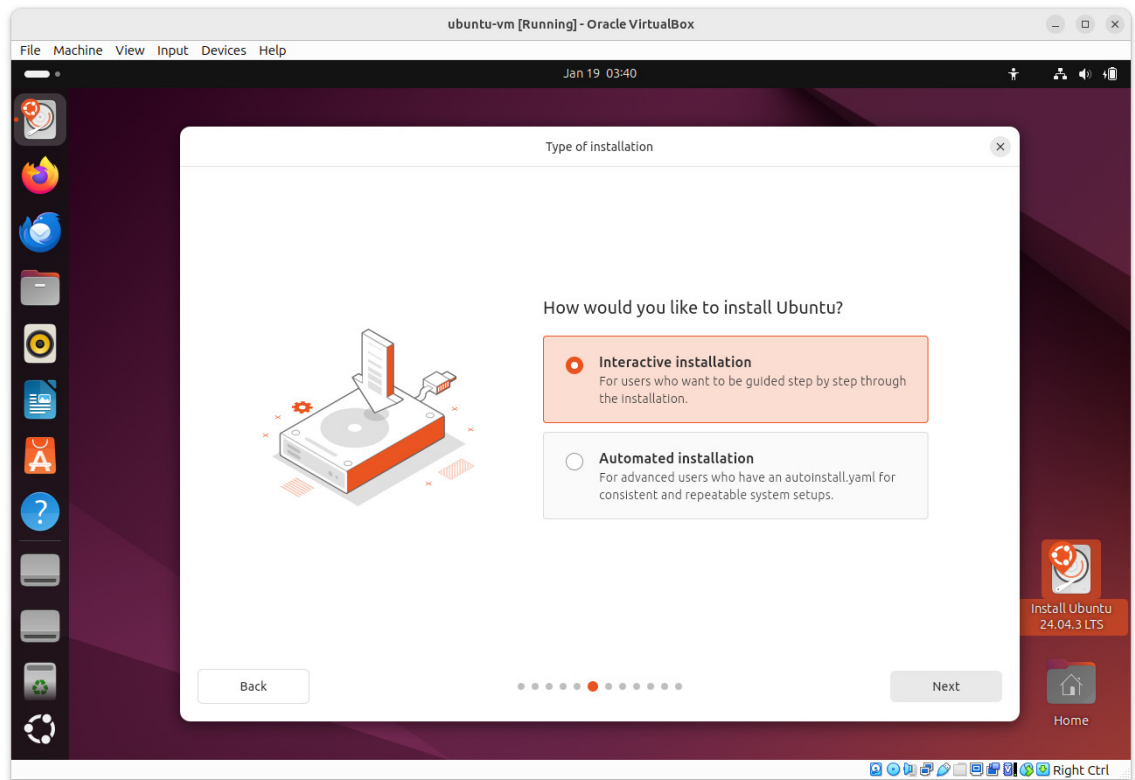 ubuntu-vm [Running] - Oracle VirtualBox
File Machine View Input Devices Help
Jan 19 03:40
Type of installation
How would you like to install Ubuntu?
Interactive installation
For users who want to be guided step by step through
the installation.
Automated installation
For advanced users who have an autoinstall.yaml for
consistent and repeatable system setups.
Install Ubuntu
24.04.3 LTS
Back
Next
Home
Right Ctrl